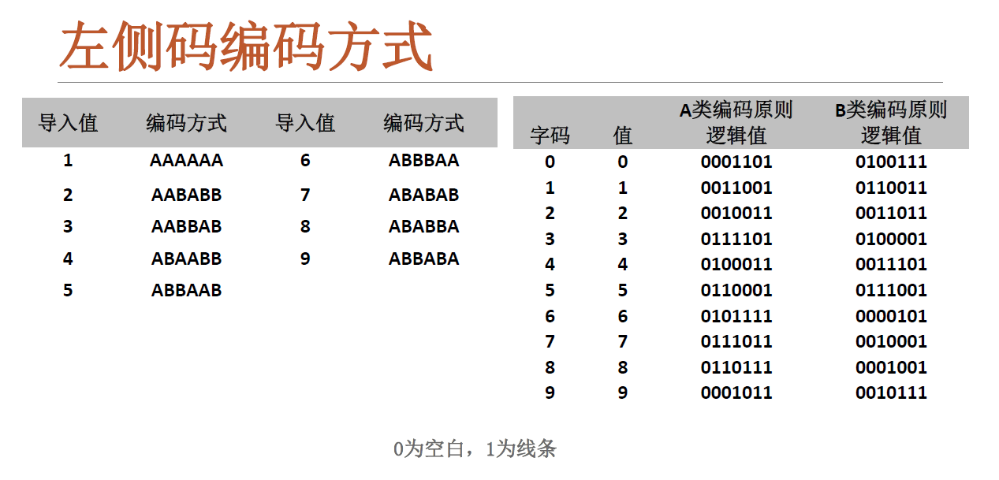 左侧码编码方式
导入值 编码方式 导入值 编码方式
1 AAAAAA 6 ABBBAA
2 AABABB 7 ABABAB
3 AABBAB 8 ABABBA
4 ABAABB 9 ABBABA
5 ABBAAB
A类编码原则 B类编码原则
字码 值 逻辑值 逻辑值
0 0 0001101 0100111
1 1 0011001 0110011
2 2 0010011 0011011
3 3 0111101 0100001
4 4 0100011 0011101
5 5 0110001 0111001
6 6 0101111 0000101
7 7 0111011 0010001
8 8 0110111 0001001
9 9 0001011 0010111
0为空白，1为线条